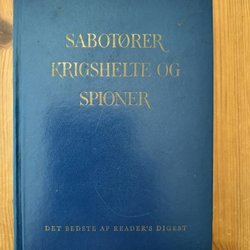 SABOTØRER
KRIGSHELTE OG
SPIONER
DET BEDSTE AF READER'S DIGEST